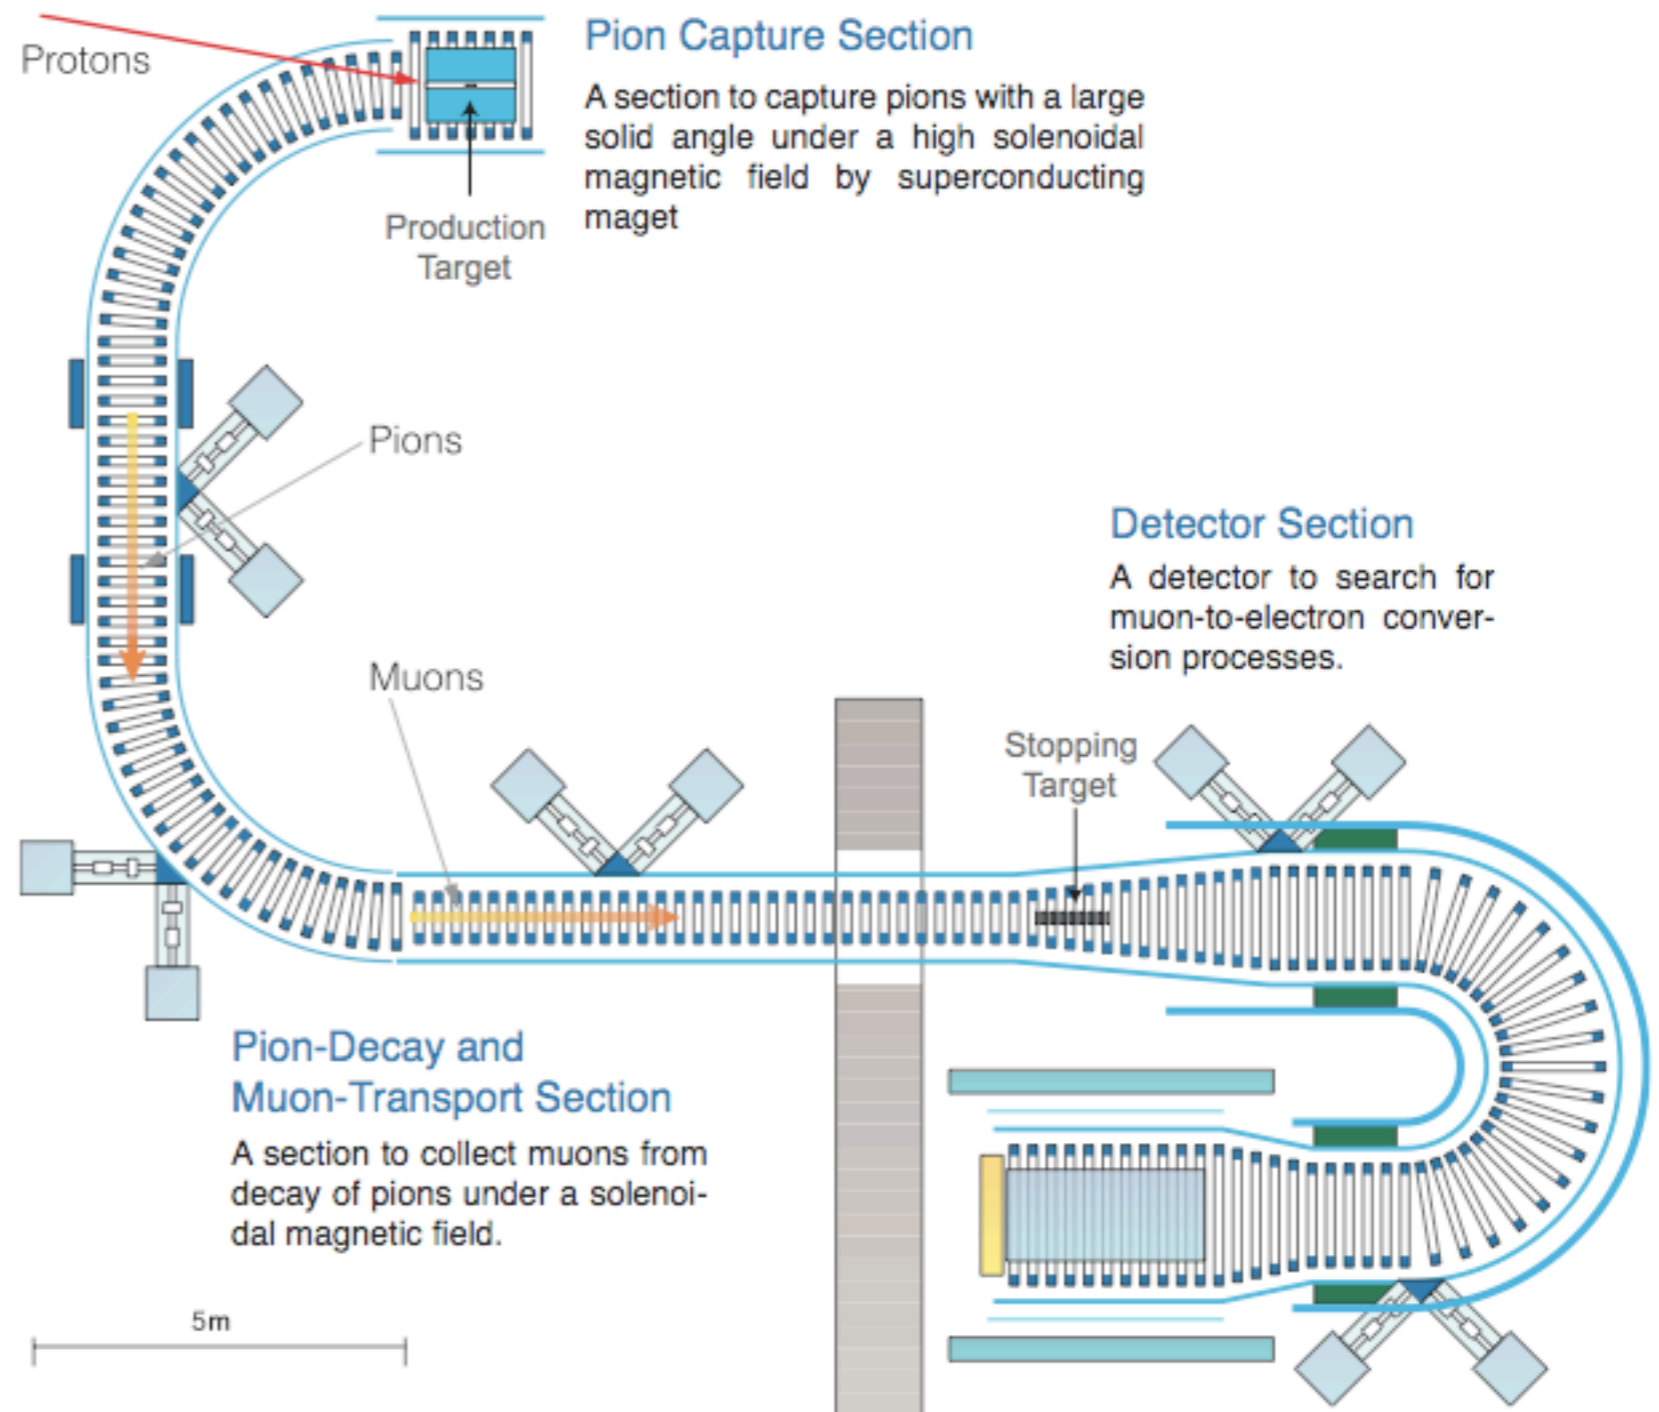 Protons
Pion Capture Section
A section to capture pions with a large
solid angle under a high solenoidal
magnetic field by superconducting
maget
Production
Target
Pions
Detector Section
A detector to search for
muon-to-electron conver-
sion processes.
Muons
Stopping
Target
Pion-Decay and
Muon-Transport Section
A section to collect muons from
decay of pions under a solenoi-
dal magnetic field.
5m